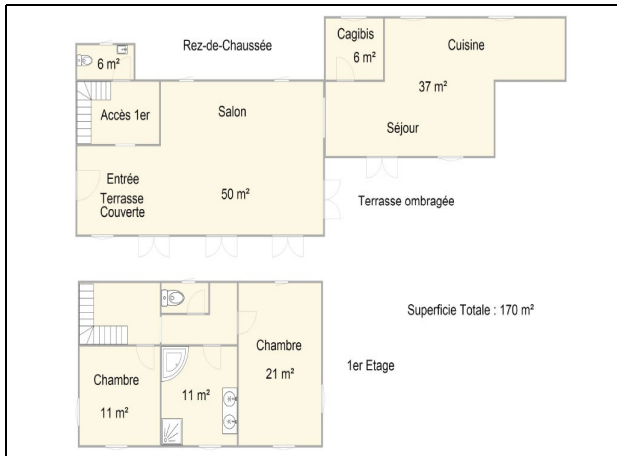 Rez-de-Chaussée
Cagibis
6 m²
Cuisine
6 m²
37 m²
Accès 1er
Salon
Séjour
Entrée
Terrasse
Couverte
50 m²
Terrasse ombragée
Superficie Totale : 170 m²
Chambre
21 m²
1er Etage
Chambre
11 m²
11 m²